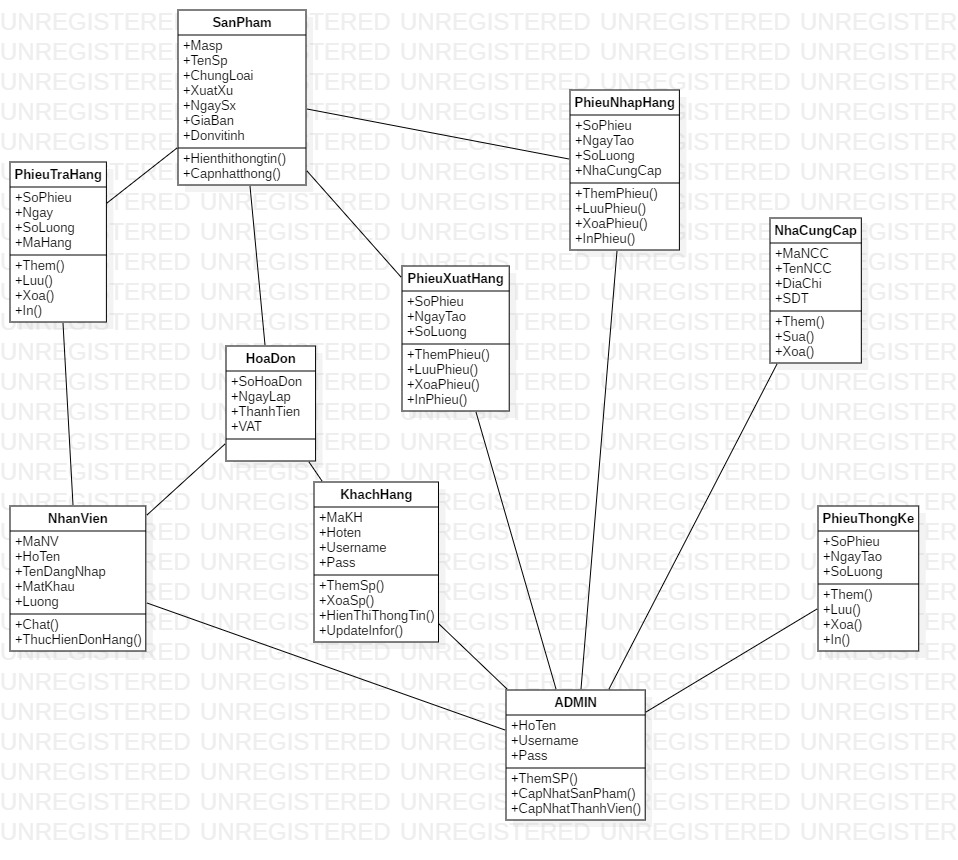 SanPham
+Masp
+TenSp
+ChungLoai
+XuatXu
+NgaySx
+GiaBan
+Donvitinh
+Hienthithongtin()
+Capnhatthong()
PhieuNhapHang
+SoPhieu
+NgayTao
+SoLuong
+NhaCungCap
+ThemPhieu()
+LuuPhieu()
+XoaPhieu()
+InPhieu()
PhieuTraHang
+SoPhieu
+Ngay
+SoLuong
+MaHang
+Them()
+Luu()
+Xoa()
+In()
NhaCungCap
+MaNCC
+TenNCC
+DiaChi
+SDT
+Them()
+Sua()
+Xoa()
PhieuXuatHang
+SoPhieu
+NgayTao
+SoLuong
+ThemPhieu()
+LuuPhieu()
+XoaPhieu()
+InPhieu()
HoaDon
+SoHoaDon
+NgayLap
+ThanhTien
+VAT
KhachHang
+MaKH
+Hoten
+Username
+Pass
+ThemSp()
+XoaSp()
+HienThiThongTin()
+UpdateInfor()
NhanVien
+MaNV
+HoTen
+TenDangNhap
+MatKhau
+Luong
+Chat()
+ThucHienDonHang()
PhieuThongKe
+SoPhieu
+NgayTao
+SoLuong
+Them()
+Luu()
+Xoa()
+In()
ADMIN
+HoTen
+Username
+Pass
+ThemSP()
+CapNhatSanPham()
+CapNhatThanhVien()
UNREGISTERED